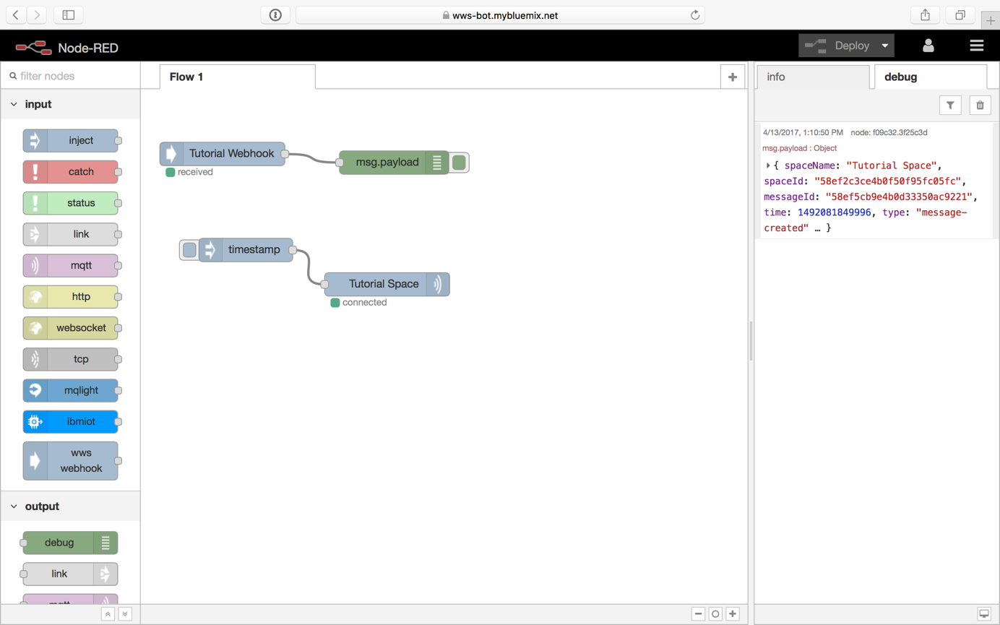 wws-bot.mybluemix.net
Node-RED
Deploy
filter nodes
input
inject
catch
status
link
mqtt
http
websocket
tcp
mqlight
ibmiot
wws
webhook
output
debug
link
mqtt
Flow 1
Tutorial Webhook
received
msg.payload
timestamp
Tutorial Space
connected
info
debug
4/13/2017, 1:10:50 PM node: f09c32.3f25c3d
msg.payload : Object
{ spaceName: "Tutorial Space",
spaceId: "58ef2c3ce4b0f50f95fc05fc",
messageId: "58ef5cb9e4b0d33350ac9221",
time: 1492081849996, type: "message-
created" … }